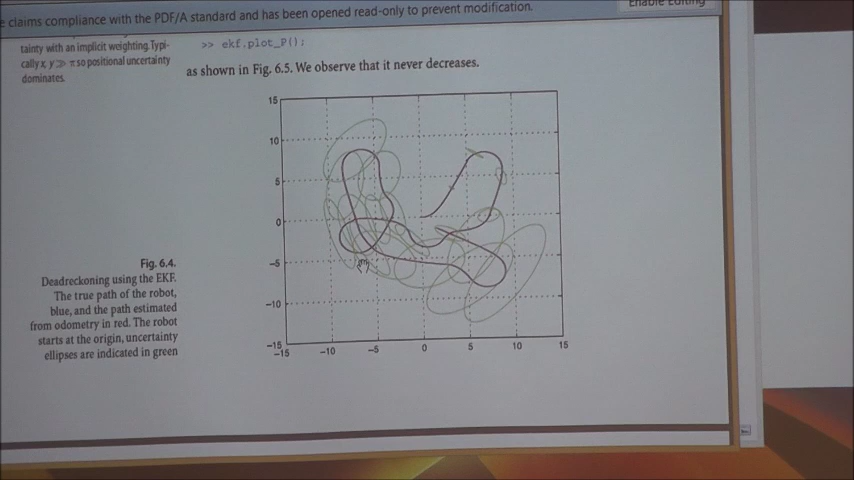 e claims compliance with the PDF/A standard and has been opened read-only to prevent modification.
Enable Editing
tainty with an implicit weighting. Typi-
cally x, y ≫ π so positional uncertainty
dominates.
>> ekf.plot_P();
as shown in Fig. 6.5. We observe that it never decreases.
15
10
5
0
−5
−10
−15
−15
−10
−5
0
5
10
15
Fig. 6.4.
Deadreckoning using the EKF.
The true path of the robot,
blue, and the path estimated
from odometry in red. The robot
starts at the origin, uncertainty
ellipses are indicated in green